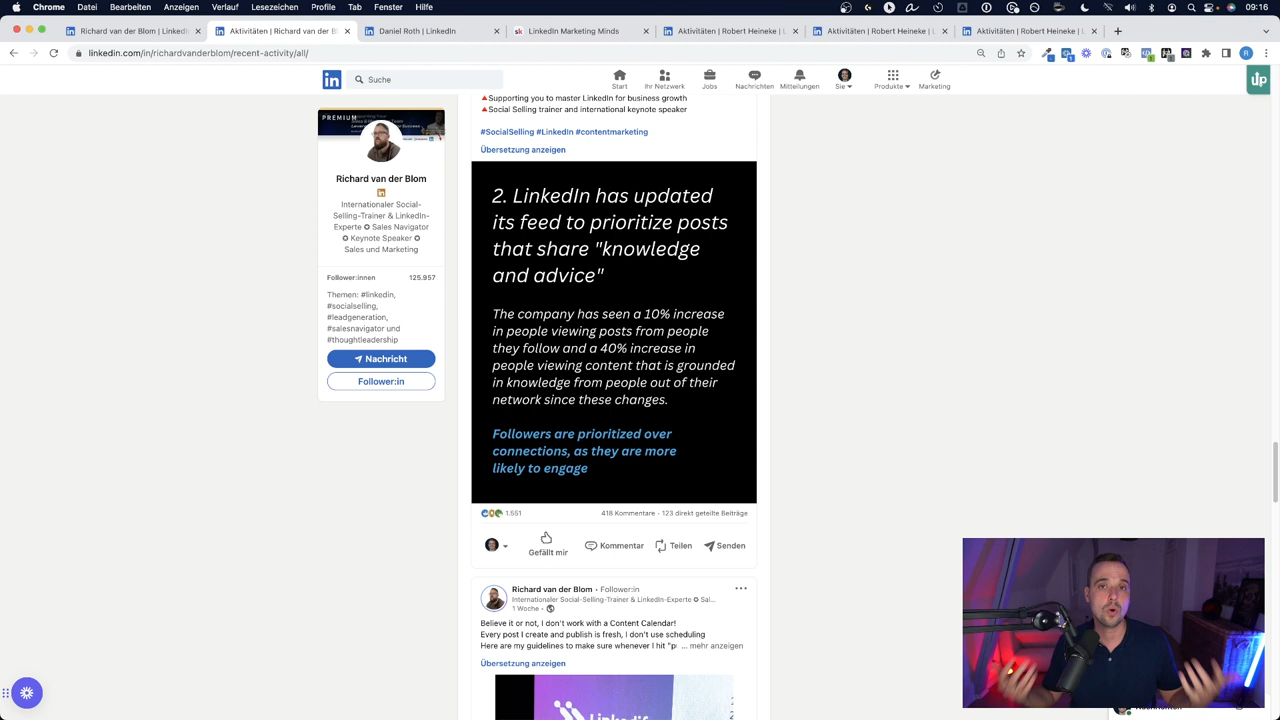 Chrome Datei Bearbeiten Anzeigen Verlauf Lesezeichen Profile Tab Fenster Hilfe
09:16
Richard van der Blom | LinkedI
Aktivitäten | Richard van der B
Daniel Roth | LinkedIn
LinkedIn Marketing Minds
Aktivitäten | Robert Heineke | L
Aktivitäten | Robert Heineke | L
Aktivitäten | Robert Heineke | L
linkedin.com/in/richardvanderblom/recent-activity/all/
Suche
Start
Ihr Netzwerk
Jobs
Nachrichten
Mitteilungen
Sie
Produkte
Marketing
PREMIUM
Richard van der Blom
Internationaler Social-
Selling-Trainer & LinkedIn-
Experte ✪ Sales Navigator
✪ Keynote Speaker ✪
Sales und Marketing
Follower:innen 125.957
Themen: #linkedin,
#socialselling,
#leadgeneration,
#salesnavigator und
#thoughtleadership
Nachricht
Follower:in
Supporting you to master LinkedIn for business growth
Social Selling trainer and international keynote speaker
#SocialSelling #LinkedIn #contentmarketing
Übersetzung anzeigen
2. LinkedIn has updated
its feed to prioritize posts
that share "knowledge
and advice"
The company has seen a 10% increase
in people viewing posts from people
they follow and a 40% increase in
people viewing content that is grounded
in knowledge from people out of their
network since these changes.
Followers are prioritized over
connections, as they are more
likely to engage
1.551
418 Kommentare · 123 direkt geteilte Beiträge
Gefällt mir
Kommentar
Teilen
Senden
Richard van der Blom · Follower:in
Internationaler Social-Selling-Trainer & LinkedIn-Experte ✪ Sal...
1 Woche ·
Believe it or not, I don't work with a Content Calendar!
Every post I create and publish is fresh, I don't use scheduling
Here are my guidelines to make sure whenever I hit "p ... mehr anzeigen
Übersetzung anzeigen